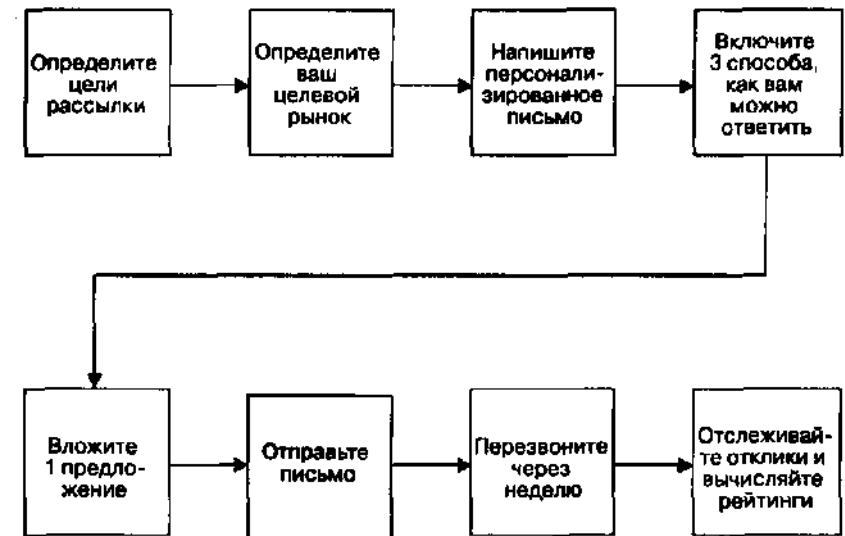 Определите
цели
рассылки
Определите
ваш
целевой
рынок
Напишите
персонали-
зированное
письмо
Включите
3 способа,
как вам
можно
ответить
Вложите
1 предло-
жение
Отправьте
письмо
Перезвоните
через
неделю
Отслеживай-
те отклики и
вычисляйте
рейтинги